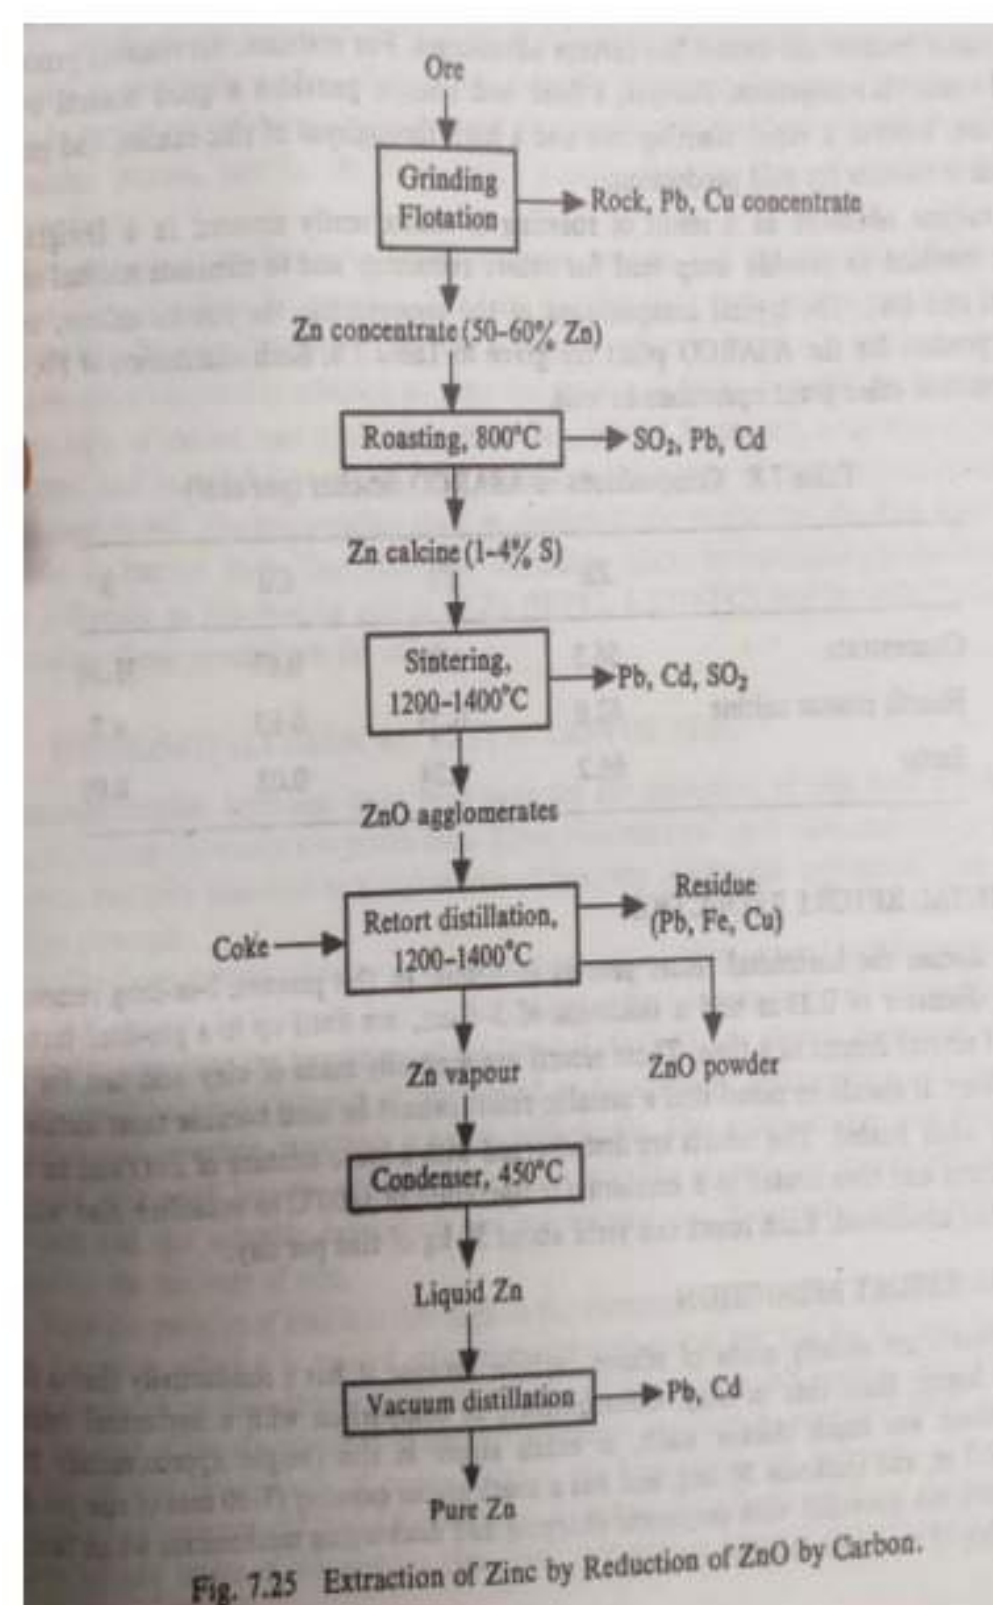 Ore
Grinding
Flotation
Rock, Pb, Cu concentrate
Zn concentrate (50–60% Zn)
Roasting, 800°C
SO₂, Pb, Cd
Zn calcine (1–4% S)
Sintering,
1200–1400°C
Pb, Cd, SO₂
ZnO agglomerates
Coke
Retort distillation,
1200–1400°C
Residue
(Pb, Fe, Cu)
Zn vapour
ZnO powder
Condenser, 450°C
Liquid Zn
Vacuum distillation
Pb, Cd
Pure Zn
Fig. 7.25 Extraction of Zinc by Reduction of ZnO by Carbon.